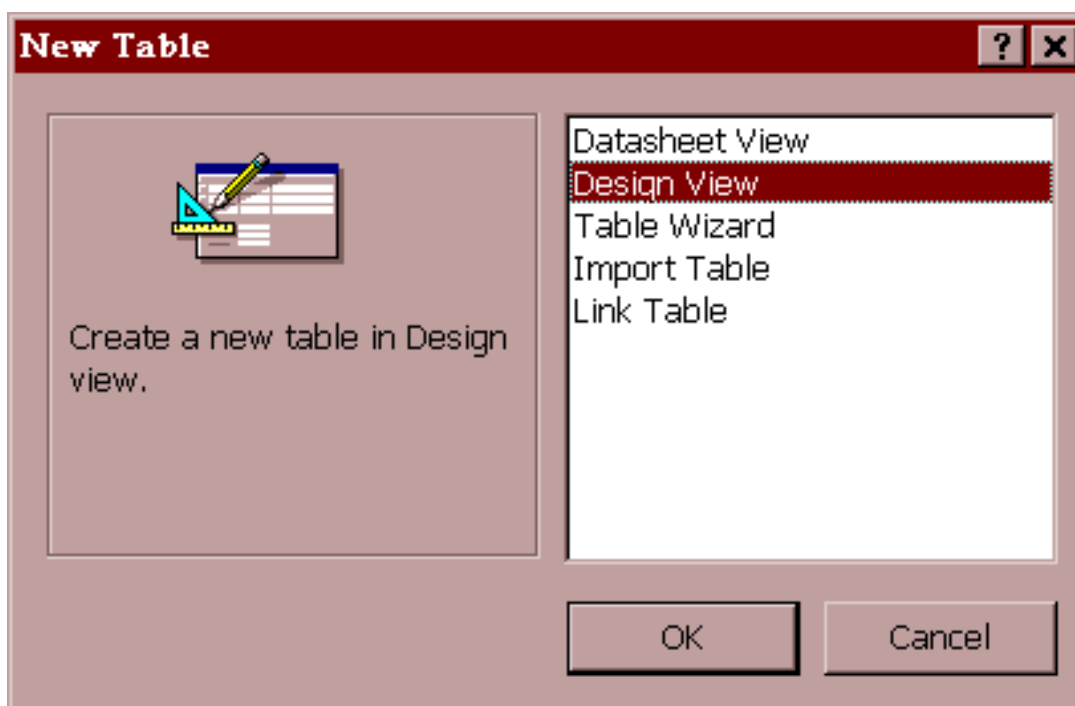 New Table
Create a new table in Design
view.
Datasheet View
Design View
Table Wizard
Import Table
Link Table
OK
Cancel